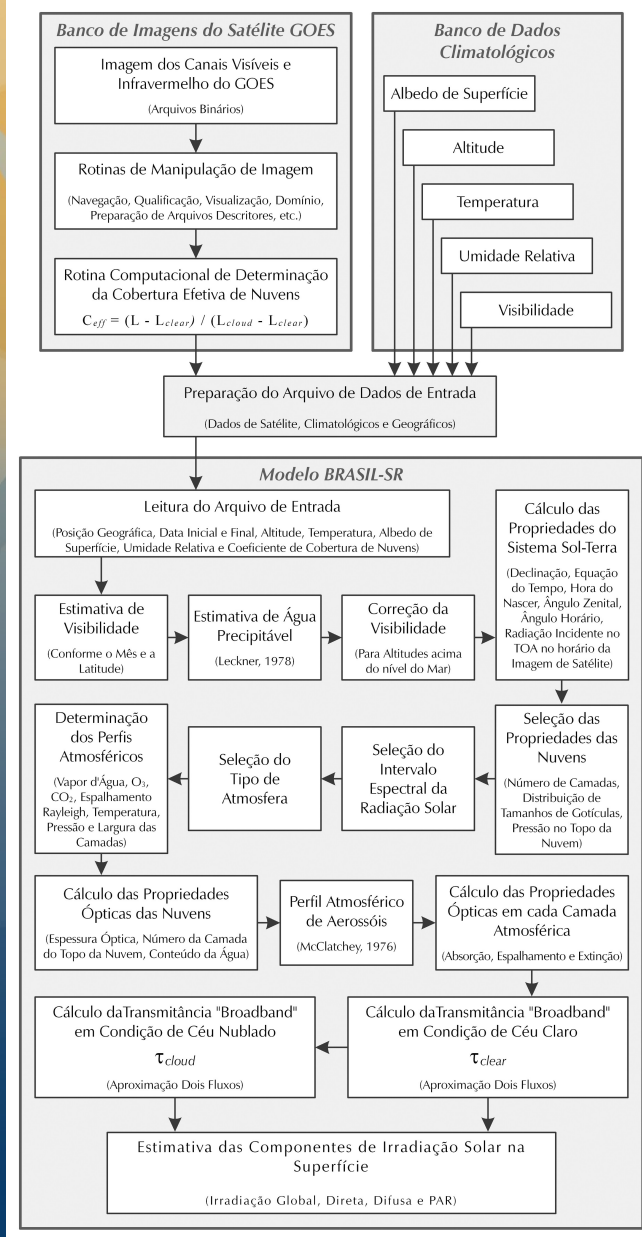 Banco de Imagens do Satélite GOES
Imagem dos Canais Visíveis e
Infravermelho do GOES
(Arquivos Binários)
Rotinas de Manipulação de Imagem
(Navegação, Qualificação, Visualização, Domínio,
Preparação de Arquivos Descritores, etc.)
Rotina Computacional de Determinação
da Cobertura Efetiva de Nuvens
C_eff = (L - L_clear) / (L_cloud - L_clear)
Banco de Dados
Climatológicos
Albedo de Superfície
Altitude
Temperatura
Umidade Relativa
Visibilidade
Preparação do Arquivo de Dados de Entrada
(Dados de Satélite, Climatológicos e Geográficos)
Modelo BRASIL-SR
Leitura do Arquivo de Entrada
(Posição Geográfica, Data Inicial e Final, Altitude, Temperatura, Albedo de
Superfície, Umidade Relativa e Coeficiente de Cobertura de Nuvens)
Estimativa de
Visibilidade
(Conforme o Mês e a
Latitude)
Estimativa de Água
Precipitável
(Leckner, 1978)
Correção da
Visibilidade
(Para Altitudes acima
do nível do Mar)
Cálculo das
Propriedades do
Sistema Sol-Terra
(Declinação, Equação
do Tempo, Hora do
Nascer, Ângulo Zenital,
Ângulo Horário,
Radiação Incidente no
TOA no horário da
Imagem de Satélite)
Seleção das
Propriedades das
Nuvens
(Número de Camadas,
Distribuição de
Tamanhos de Gotículas,
Pressão no Topo da
Nuvem)
Seleção do
Intervalo
Espectral da
Radiação Solar
Seleção do
Tipo de
Atmosfera
Determinação
dos Perfis
Atmosféricos
(Vapor d'Água, O₃,
CO₂, Espalhamento
Rayleigh, Temperatura,
Pressão e Largura das
Camadas)
Cálculo das Propriedades
Ópticas das Nuvens
(Espessura Óptica, Número da Camada
do Topo da Nuvem, Conteúdo da Água)
Perfil Atmosférico
de Aerossóis
(McClatchey, 1976)
Cálculo das Propriedades
Ópticas em cada Camada
Atmosférica
(Absorção, Espalhamento e Extinção)
Cálculo daTransmitância "Broadband"
em Condição de Céu Claro
τ_clear
(Aproximação Dois Fluxos)
Cálculo daTransmitância "Broadband"
em Condição de Céu Nublado
τ_cloud
(Aproximação Dois Fluxos)
Estimativa das Componentes de Irradiação Solar na
Superfície
(Irradiação Global, Direta, Difusa e PAR)